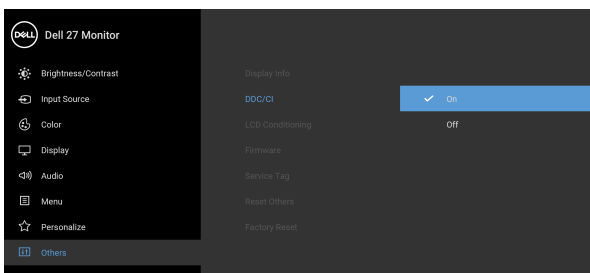 DELL
Dell 27 Monitor
Brightness/Contrast
Input Source
Color
Display
Audio
Menu
Personalize
Others
Display Info
DDC/CI
LCD Conditioning
Firmware
Service Tag
Reset Others
Factory Reset
On
Off